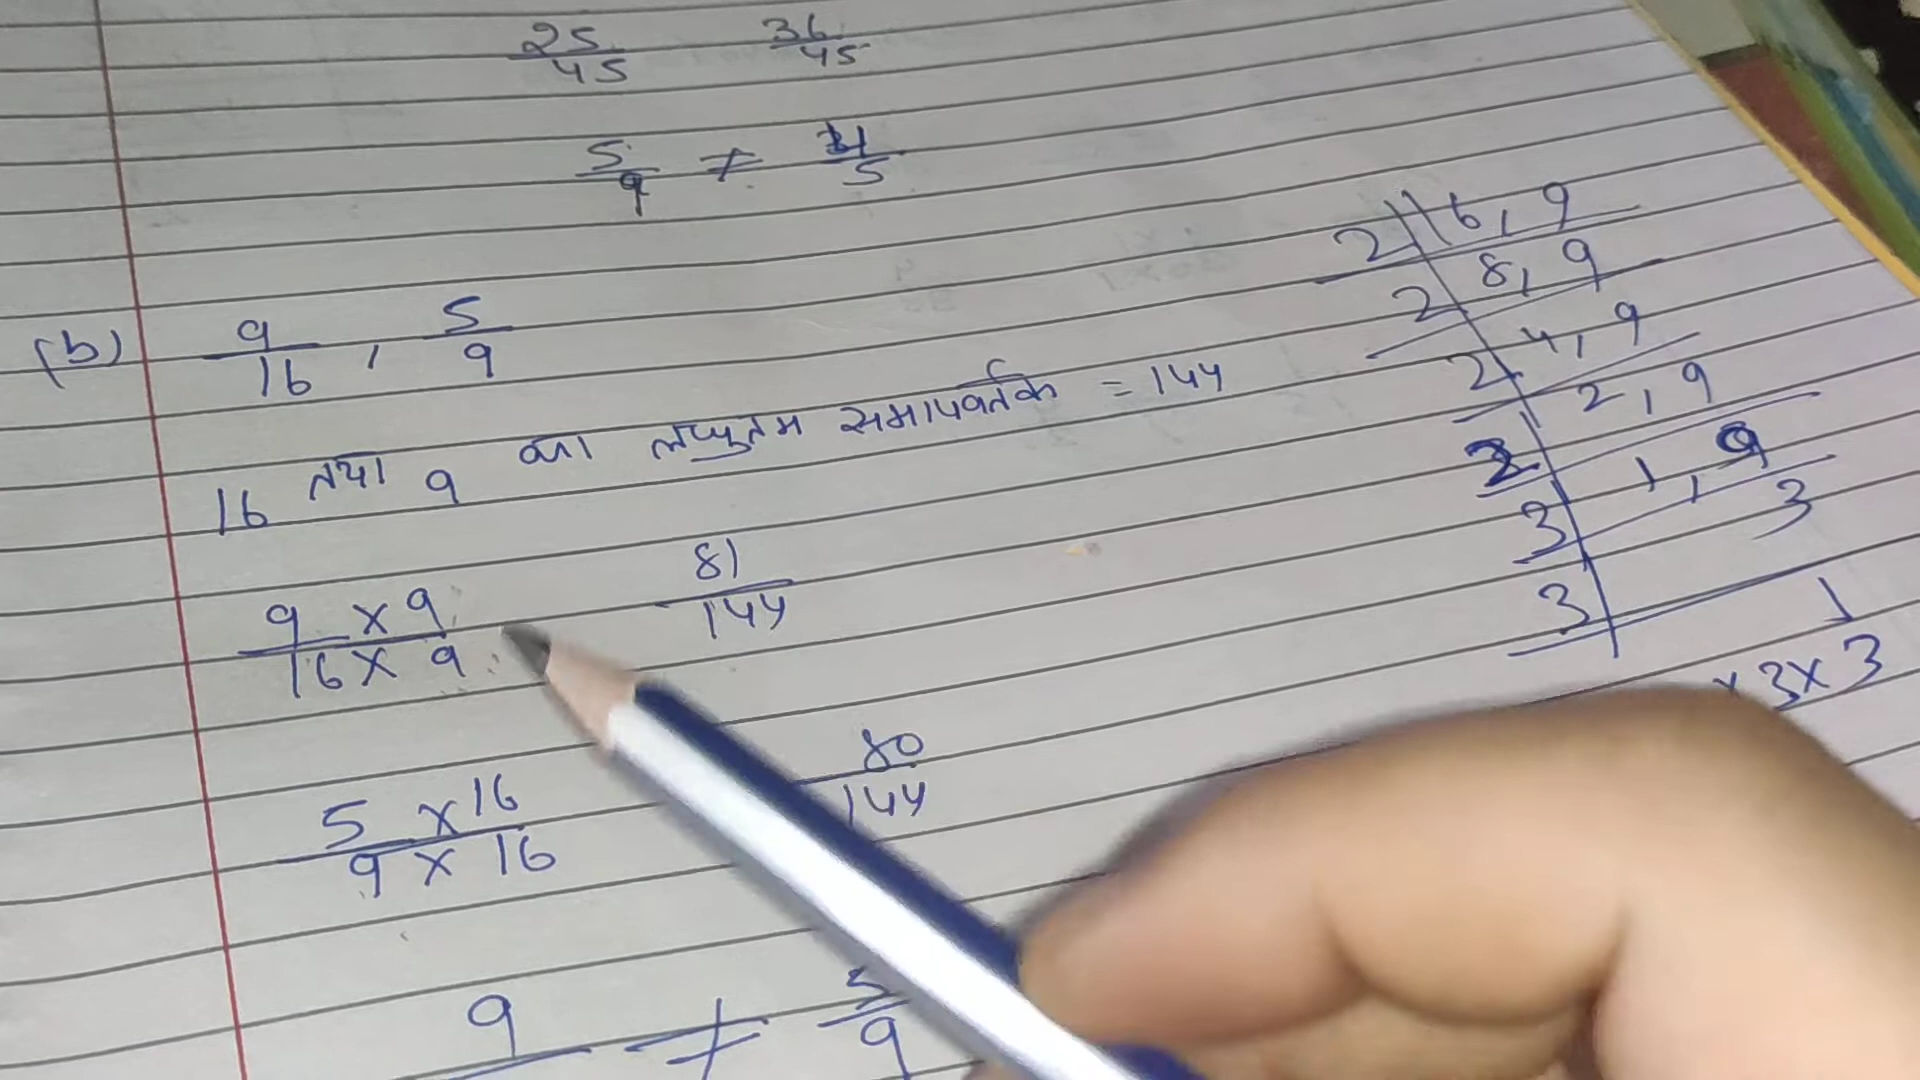 25/45 36/45
5/9 ≠ 4/5
(b) 9/16 , 5/9
16 तथा 9 का लघुतम समापवर्तक = 144
9 × 9 / 16 × 9 81/144
5 × 16 / 9 × 16 80/144
9 ≠ 5/9
2 | 16, 9
2 | 8, 9
2 | 4, 9
2 | 2, 9
3 | 1, 9
3 | 3
1
× 3 × 3